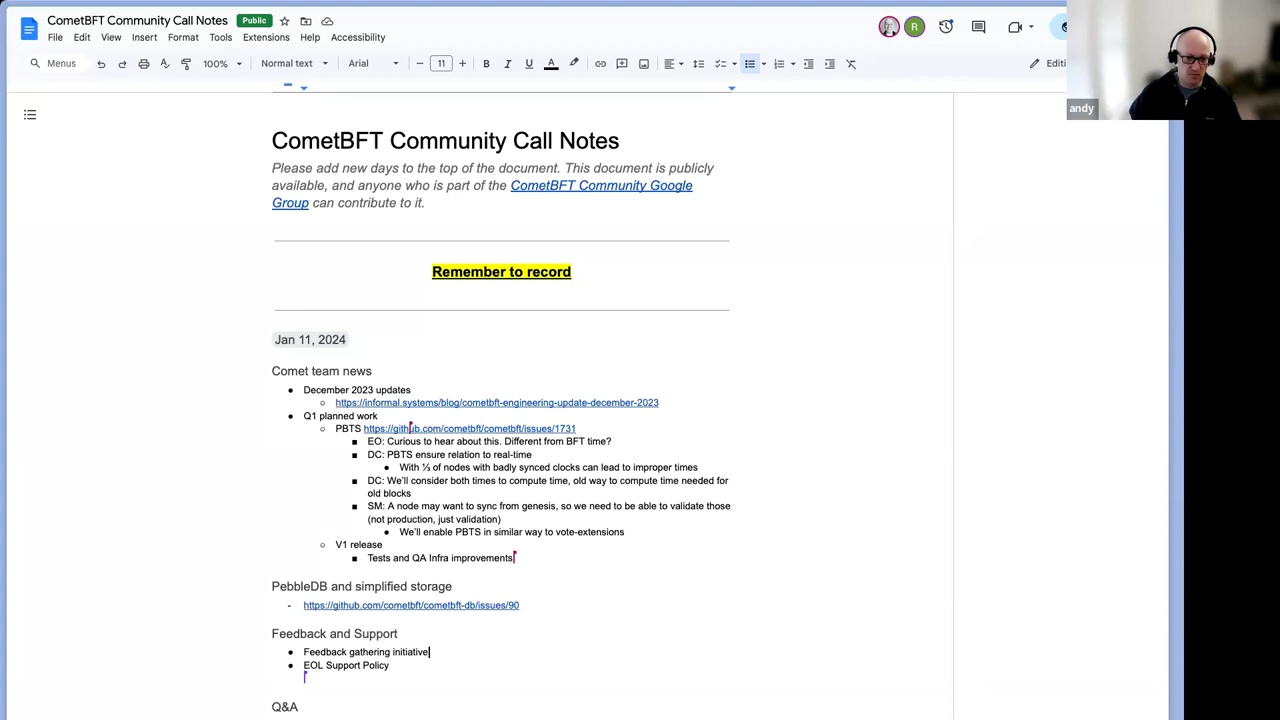 CometBFT Community Call Notes Public
File Edit View Insert Format Tools Extensions Help Accessibility
R
Menus 100% Normal text Arial 11 B I U A Editi
andy
CometBFT Community Call Notes
Please add new days to the top of the document. This document is publicly
available, and anyone who is part of the CometBFT Community Google
Group can contribute to it.
Remember to record
Jan 11, 2024
Comet team news
● December 2023 updates
○ https://informal.systems/blog/cometbft-engineering-update-december-2023
● Q1 planned work
○ PBTS https://github.com/cometbft/cometbft/issues/1731
■ EO: Curious to hear about this. Different from BFT time?
■ DC: PBTS ensure relation to real-time
● With ⅓ of nodes with badly synced clocks can lead to improper times
■ DC: We'll consider both times to compute time, old way to compute time needed for
old blocks
■ SM: A node may want to sync from genesis, so we need to be able to validate those
(not production, just validation)
● We'll enable PBTS in similar way to vote-extensions
○ V1 release
■ Tests and QA Infra improvements
PebbleDB and simplified storage
- https://github.com/cometbft/cometbft-db/issues/90
Feedback and Support
● Feedback gathering initiative
● EOL Support Policy
Q&A